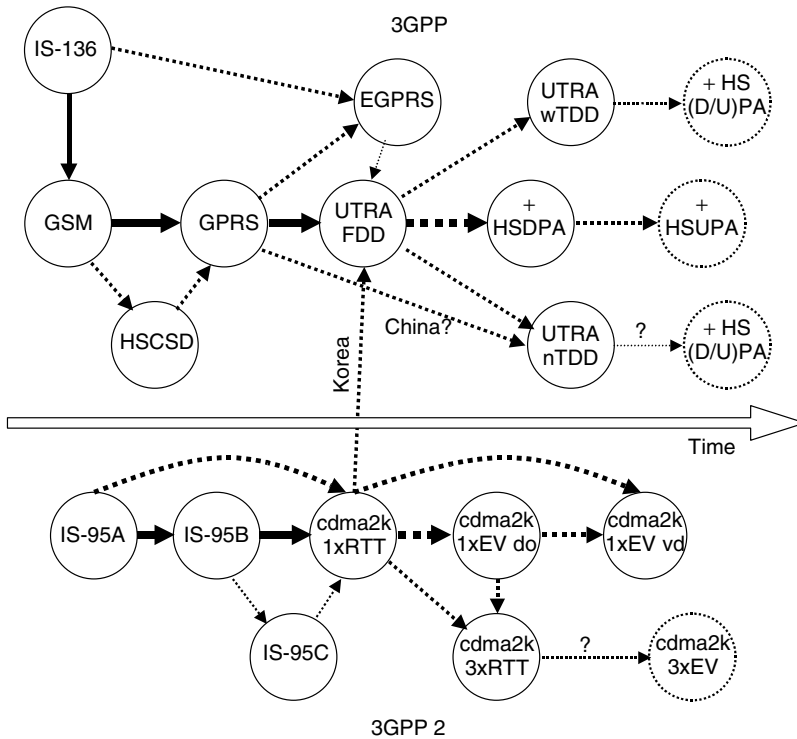 3GPP
IS-136
EGPRS
UTRA
wTDD
+ HS
(D/U)PA
GSM
GPRS
UTRA
FDD
+
HSDPA
+
HSUPA
HSCSD
China?
UTRA
nTDD
?
+ HS
(D/U)PA
Korea
Time
IS-95A
IS-95B
cdma2k
1xRTT
cdma2k
1xEV do
cdma2k
1xEV vd
IS-95C
cdma2k
3xRTT
?
cdma2k
3xEV
3GPP 2